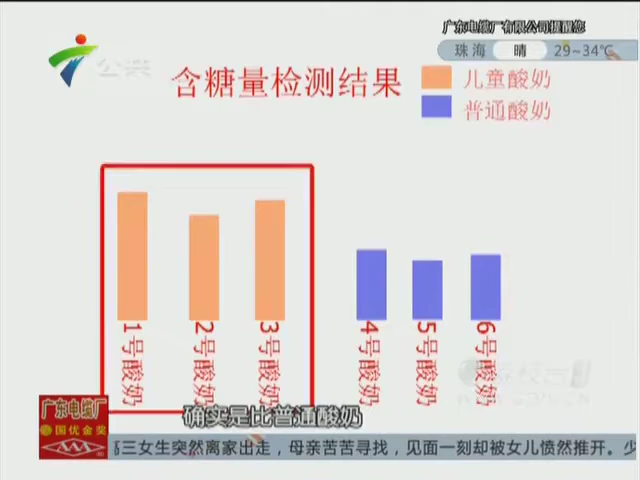 广东电缆厂有限公司提醒您
珠海 晴 29~34℃
公共
含糖量检测结果
儿童酸奶
普通酸奶
1号酸奶
2号酸奶
3号酸奶
4号酸奶
5号酸奶
6号酸奶
确实是比普通酸奶
广东电缆厂
国优金奖
高三女生突然离家出走，母亲苦苦寻找，见面一刻却被女儿愤然推开。少